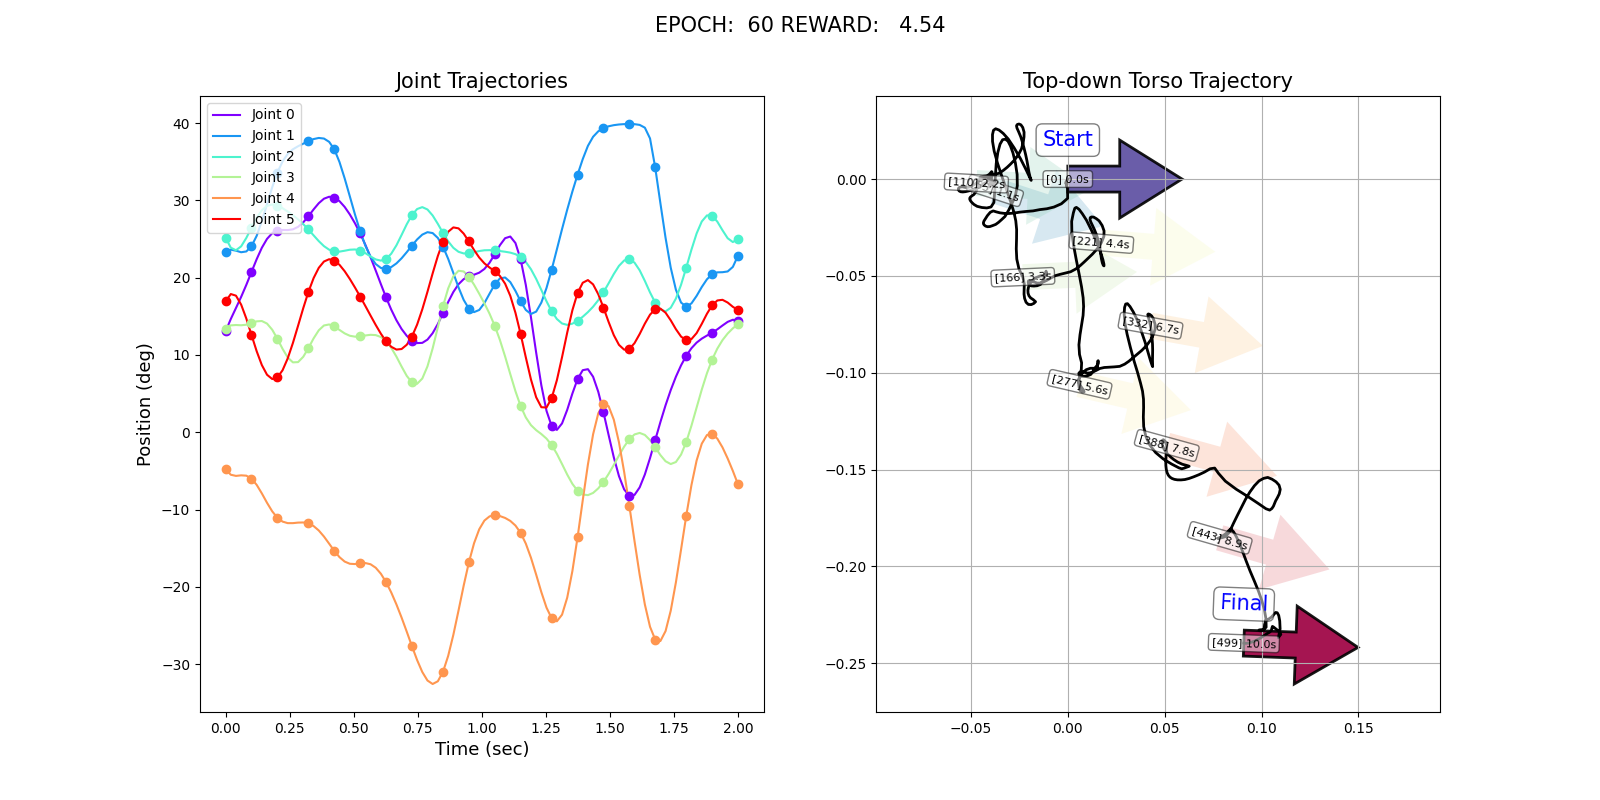 EPOCH:  60 REWARD:   4.54
Joint Trajectories
Joint 0
Joint 1
Joint 2
Joint 3
Joint 4
Joint 5
40
30
20
10
0
−10
−20
−30
Position (deg)
0.00
0.25
0.50
0.75
1.00
1.25
1.50
1.75
2.00
Time (sec)
Top-down Torso Trajectory
Start
[0] 0.0s
[110] 2.2s
1.1s
[221] 4.4s
[166] 3.3s
[332] 6.7s
[277] 5.6s
[388] 7.8s
[443] 8.9s
Final
[499] 10.0s
0.00
−0.05
−0.10
−0.15
−0.20
−0.25
−0.05
0.00
0.05
0.10
0.15